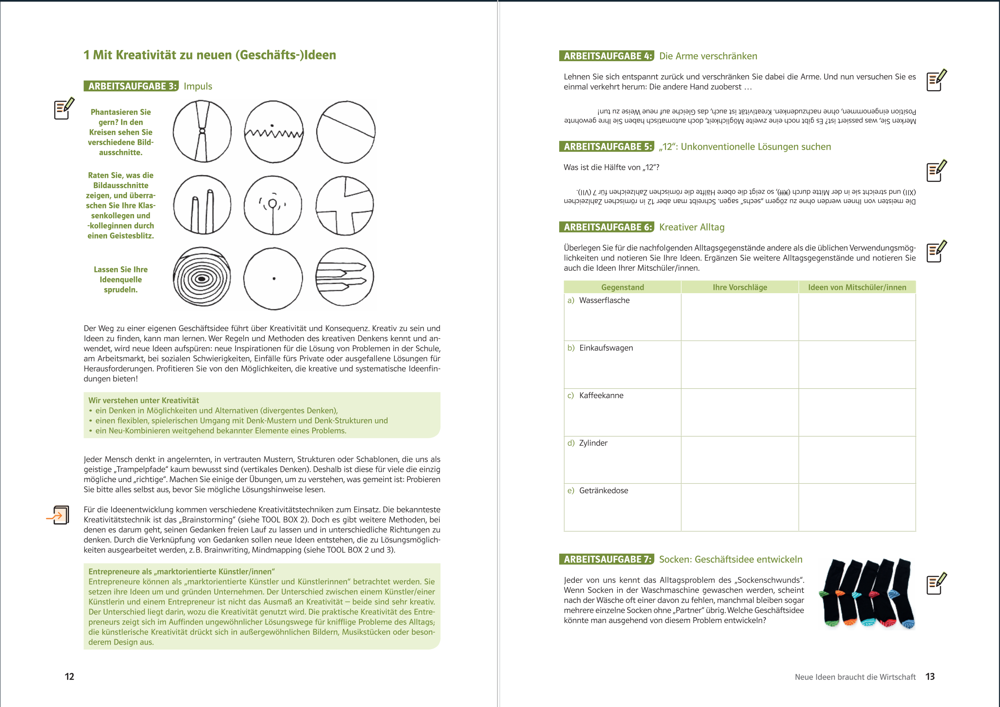 1 Mit Kreativität zu neuen (Geschäfts-)Ideen
ARBEITSAUFGABE 3: Impuls
Phantasieren Sie
gern? In den
Kreisen sehen Sie
verschiedene Bild-
ausschnitte.
Raten Sie, was die
Bildausschnitte
zeigen, und überra-
schen Sie Ihre Klas-
senkollegen und
-kolleginnen durch
einen Geistesblitz.
Lassen Sie Ihre
Ideenquelle
sprudeln.
Der Weg zu einer eigenen Geschäftsidee führt über Kreativität und Konsequenz. Kreativ zu sein und
Ideen zu finden, kann man lernen. Wer Regeln und Methoden des kreativen Denkens kennt und an-
wendet, wird neue Ideen aufspüren: neue Inspirationen für die Lösung von Problemen in der Schule,
am Arbeitsmarkt, bei sozialen Schwierigkeiten, Einfälle fürs Private oder ausgefallene Lösungen für
Herausforderungen. Profitieren Sie von den Möglichkeiten, die kreative und systematische Ideenfin-
dungen bieten!
Wir verstehen unter Kreativität
• ein Denken in Möglichkeiten und Alternativen (divergentes Denken),
• einen flexiblen, spielerischen Umgang mit Denk-Mustern und Denk-Strukturen und
• ein Neu-Kombinieren weitgehend bekannter Elemente eines Problems.
Jeder Mensch denkt in angelernten, in vertrauten Mustern, Strukturen oder Schablonen, die uns als
geistige „Trampelpfade“ kaum bewusst sind (vertikales Denken). Deshalb ist diese für viele die einzig
mögliche und „richtige“. Machen Sie einige der Übungen, um zu verstehen, was gemeint ist: Probieren
Sie bitte alles selbst aus, bevor Sie mögliche Lösungshinweise lesen.
Für die Ideenentwicklung kommen verschiedene Kreativitätstechniken zum Einsatz. Die bekannteste
Kreativitätstechnik ist das „Brainstorming“ (siehe TOOL BOX 2). Doch es gibt weitere Methoden, bei
denen es darum geht, seinen Gedanken freien Lauf zu lassen und in unterschiedliche Richtungen zu
denken. Durch die Verknüpfung von Gedanken sollen neue Ideen entstehen, die zu Lösungsmöglich-
keiten ausgearbeitet werden, z. B. Brainwriting, Mindmapping (siehe TOOL BOX 2 und 3).
Entrepreneure als „marktorientierte Künstler/innen“
Entrepreneure können als „marktorientierte Künstler und Künstlerinnen“ betrachtet werden. Sie
setzen ihre Ideen um und gründen Unternehmen. Der Unterschied zwischen einem Künstler/einer
Künstlerin und einem Entrepreneur ist nicht das Ausmaß an Kreativität – beide sind sehr kreativ.
Der Unterschied liegt darin, wozu die Kreativität genutzt wird. Die praktische Kreativität des Entre-
preneurs zeigt sich im Auffinden ungewöhnlicher Lösungswege für knifflige Probleme des Alltags;
die künstlerische Kreativität drückt sich in außergewöhnlichen Bildern, Musikstücken oder beson-
derem Design aus.
12
ARBEITSAUFGABE 4: Die Arme verschränken
Lehnen Sie sich entspannt zurück und verschränken Sie dabei die Arme. Und nun versuchen Sie es
einmal verkehrt herum: Die andere Hand zuoberst …
Merken Sie, was passiert ist? Es gibt noch eine zweite Möglichkeit, doch automatisch haben Sie Ihre gewohnte
Position eingenommen, ohne nachzudenken. Kreativität ist auch, das Gleiche auf neue Weise zu tun!
ARBEITSAUFGABE 5: „12“: Unkonventionelle Lösungen suchen
Was ist die Hälfte von „12“?
Die meisten von Ihnen werden ohne zu zögern „sechs“ sagen. Schreibt man aber 12 in römischen Zahlzeichen
(XII) und streicht sie in der Mitte durch (XII), so zeigt die obere Hälfte die römischen Zahlzeichen für 7 (VII).
ARBEITSAUFGABE 6: Kreativer Alltag
Überlegen Sie für die nachfolgenden Alltagsgegenstände andere als die üblichen Verwendungsmög-
lichkeiten und notieren Sie Ihre Ideen. Ergänzen Sie weitere Alltagsgegenstände und notieren Sie
auch die Ideen Ihrer Mitschüler/innen.
Gegenstand Ihre Vorschläge Ideen von Mitschüler/innen
a) Wasserflasche
b) Einkaufswagen
c) Kaffeekanne
d) Zylinder
e) Getränkedose
ARBEITSAUFGABE 7: Socken: Geschäftsidee entwickeln
Jeder von uns kennt das Alltagsproblem des „Sockenschwunds“.
Wenn Socken in der Waschmaschine gewaschen werden, scheint
nach der Wäsche oft einer davon zu fehlen, manchmal bleiben sogar
mehrere einzelne Socken ohne „Partner“ übrig. Welche Geschäftsidee
könnte man ausgehend von diesem Problem entwickeln?
Neue Ideen braucht die Wirtschaft 13